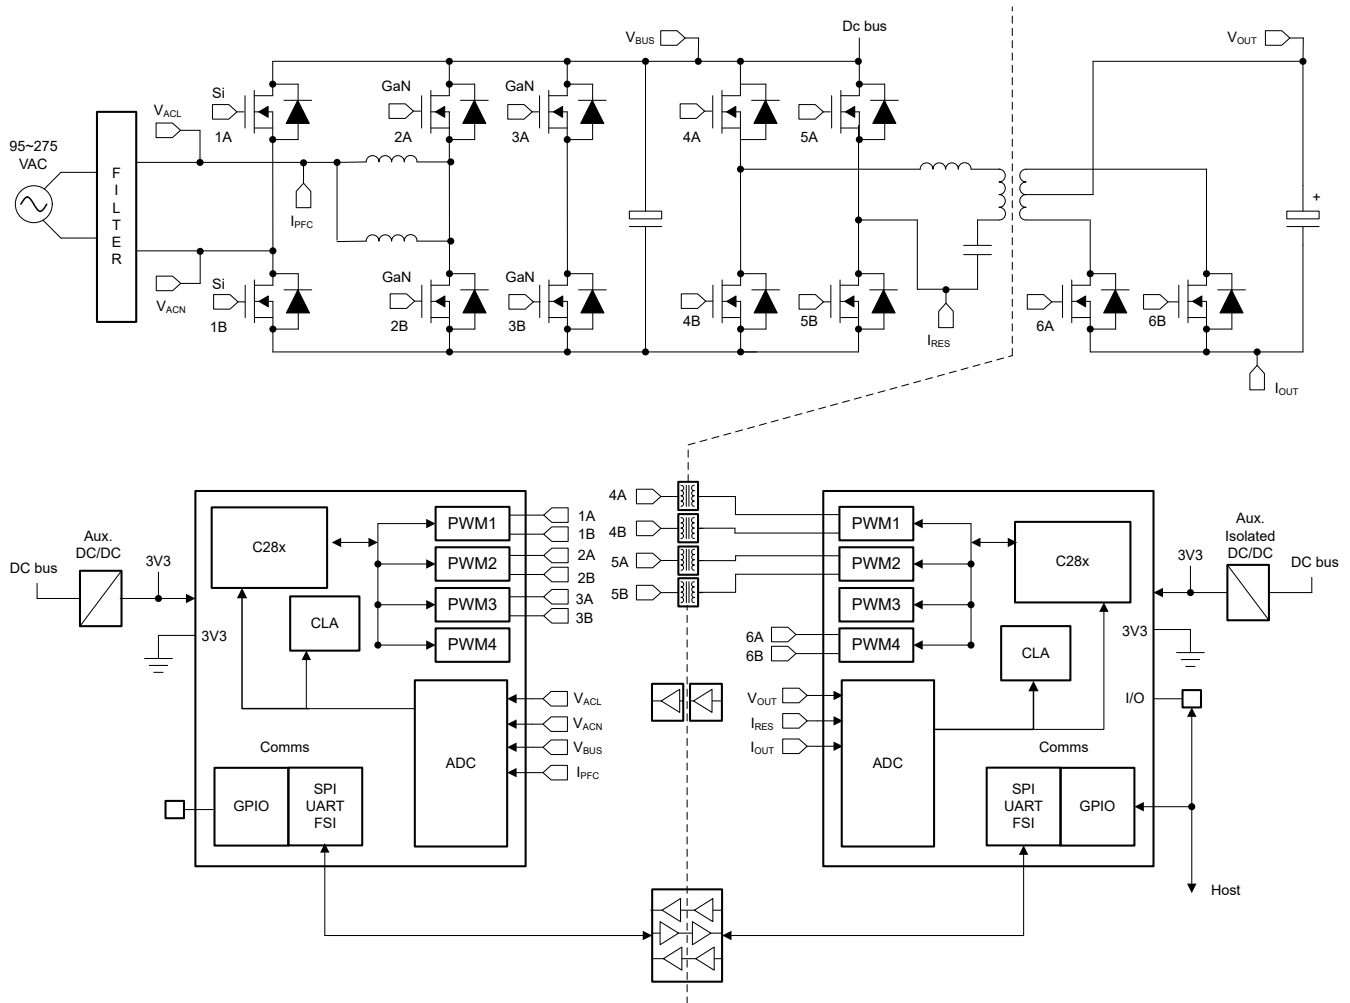 Dc bus
VBUS
VOUT
Si
GaN
GaN
VACL
1A
2A
3A
4A
5A
95~275
VAC
FILTER
IPFC
+
VACN
Si
GaN
GaN
1B
2B
3B
4B
5B
6A
6B
IRES
IOUT
Aux.
DC/DC
DC bus
3V3
3V3
C28x
CLA
PWM1
PWM2
PWM3
PWM4
1A
1B
2A
2B
3A
3B
ADC
VACL
VACN
VBUS
IPFC
Comms
GPIO
SPI
UART
FSI
4A
4B
5A
5B
PWM1
PWM2
PWM3
PWM4
6A
6B
C28x
CLA
VOUT
IRES
IOUT
ADC
Comms
SPI
UART
FSI
GPIO
Aux.
Isolated
DC/DC
3V3
DC bus
3V3
I/O
Host